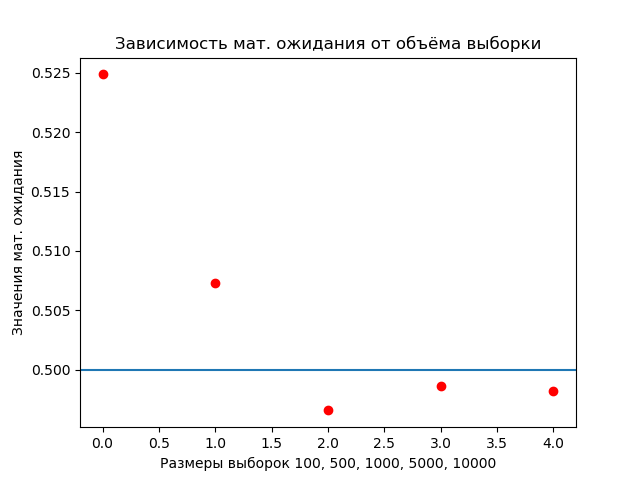 Зависимость мат. ожидания от объёма выборки
Значения мат. ожидания
0.525
0.520
0.515
0.510
0.505
0.500
0.0 0.5 1.0 1.5 2.0 2.5 3.0 3.5 4.0
Размеры выборок 100, 500, 1000, 5000, 10000